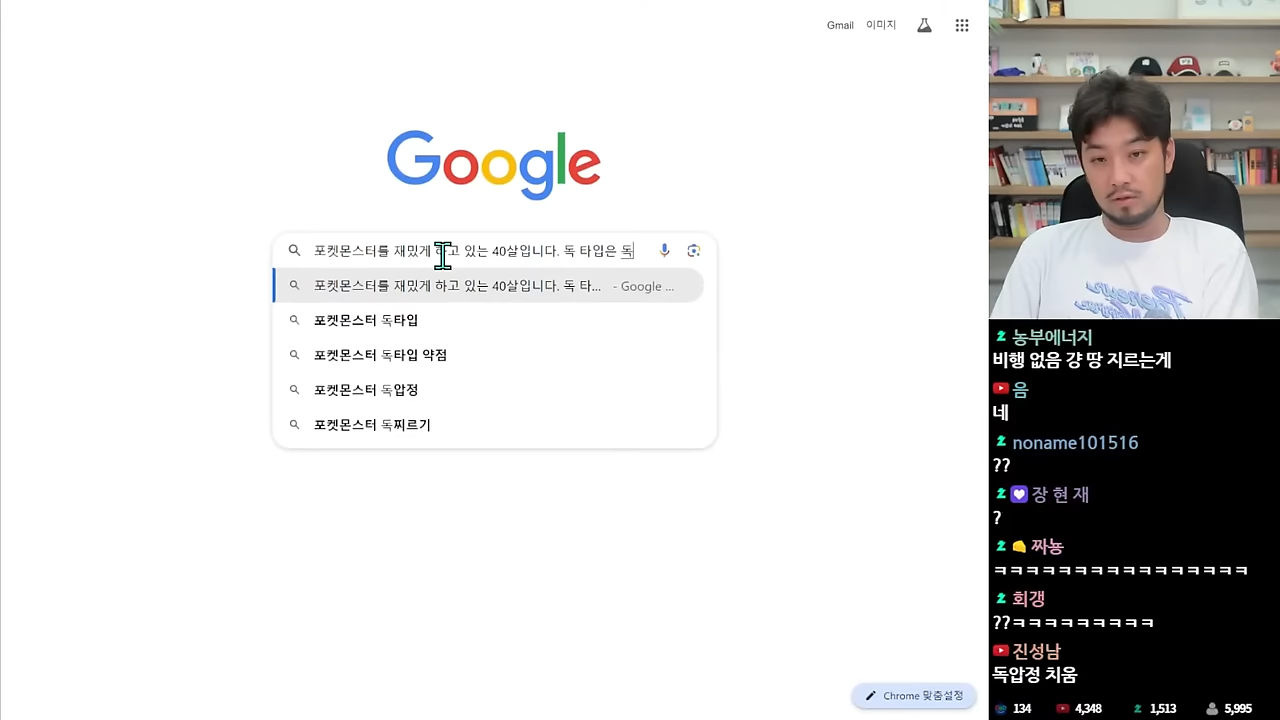 Gmail 이미지
Google
포켓몬스터를 재밌게 하고 있는 40살입니다. 독 타입은 독
포켓몬스터를 재밌게 하고 있는 40살입니다. 독 타... - Google ...
포켓몬스터 독타입
포켓몬스터 독타입 약점
포켓몬스터 독압정
포켓몬스터 독찌르기
Chrome 맞춤설정
농부에너지
비행 없음 걍 땅 지르는게
음
네
noname101516
??
장 현 재
?
짜뇽
ㅋㅋㅋㅋㅋㅋㅋㅋㅋㅋㅋㅋㅋㅋㅋㅋ
회갱
??ㅋㅋㅋㅋㅋㅋㅋㅋㅋ
진성남
독압정 치움
134 4,348 1,513 5,995